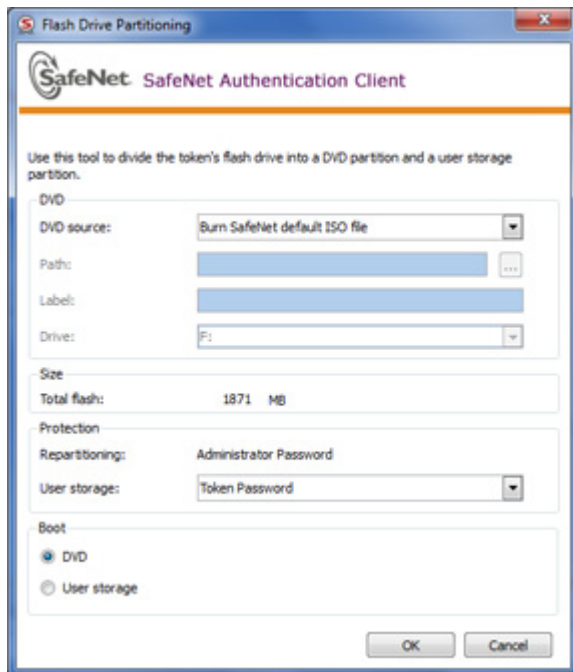 Flash Drive Partitioning
SafeNet. SafeNet Authentication Client
Use this tool to divide the token's flash drive into a DVD partition and a user storage
partition.
DVD
DVD source: Burn SafeNet default ISO file
Path: ...
Label:
Drive: F:
Size
Total flash: 1871 MB
Protection
Repartitioning: Administrator Password
User storage: Token Password
Boot
DVD
User storage
OK Cancel